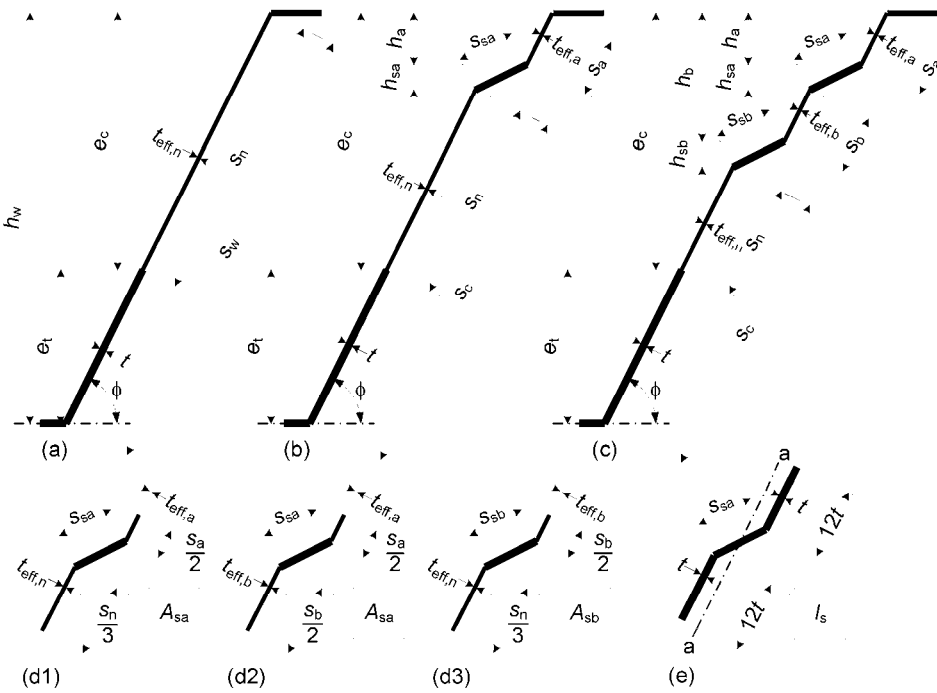 h_w
e_c
e_t
t_eff,n
s_n
s_w
t
ϕ
(a)
h_a
h_sa
s_sa
t_eff,a
s_a
e_c
t_eff,n
s_n
s_c
e_t
t
ϕ
(b)
h_a
h_sa
h_b
h_sb
s_sa
t_eff,a
s_a
s_sb
t_eff,b
s_b
e_c
s_n
s_c
e_t
t
ϕ
(c)
s_sa
t_eff,a
s_a/2
t_eff,n
s_n/3
A_sa
(d1)
s_sa
t_eff,a
s_a/2
t_eff,b
s_b/2
A_sa
(d2)
s_sb
t_eff,b
s_b/2
t_eff,n
s_n/3
A_sb
(d3)
a
s_sa
t
12t
t
12t
a
I_s
(e)